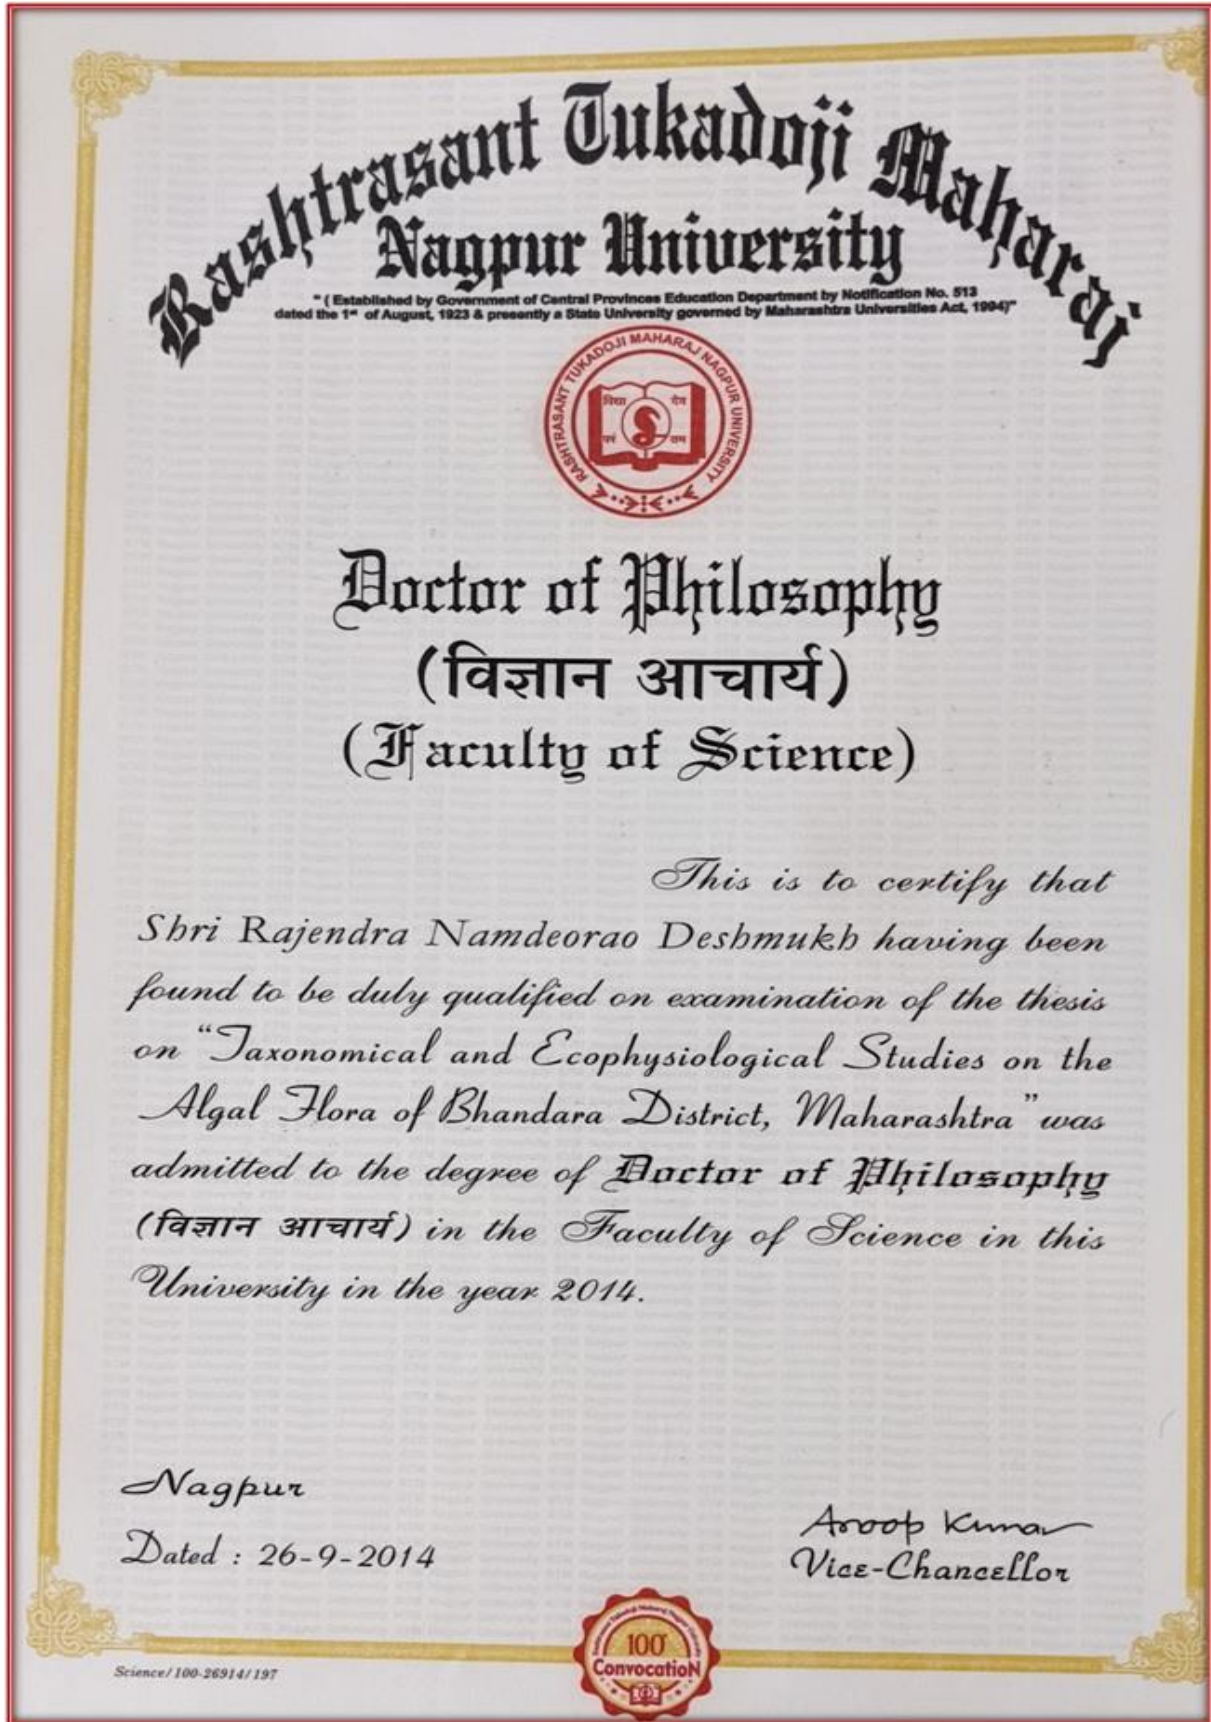 Rashtrasant Tukadoji Maharaj
Nagpur University
"( Established by Government of Central Provinces Education Department by Notification No. 513
dated the 1st of August, 1923 & presently a State University governed by Maharashtra Universities Act, 1994)"
RASHTRASANT TUKADOJI MAHARAJ NAGPUR UNIVERSITY
Doctor of Philosophy
(विज्ञान आचार्य)
(Faculty of Science)
This is to certify that
Shri Rajendra Namdeorao Deshmukh having been
found to be duly qualified on examination of the thesis
on "Taxonomical and Ecophysiological Studies on the
Algal Flora of Bhandara District, Maharashtra" was
admitted to the degree of Doctor of Philosophy
(विज्ञान आचार्य) in the Faculty of Science in this
University in the year 2014.
Nagpur
Dated : 26-9-2014
Anoop Kumar
Vice-Chancellor
100
ConvocatioN
Science/100-26914/197